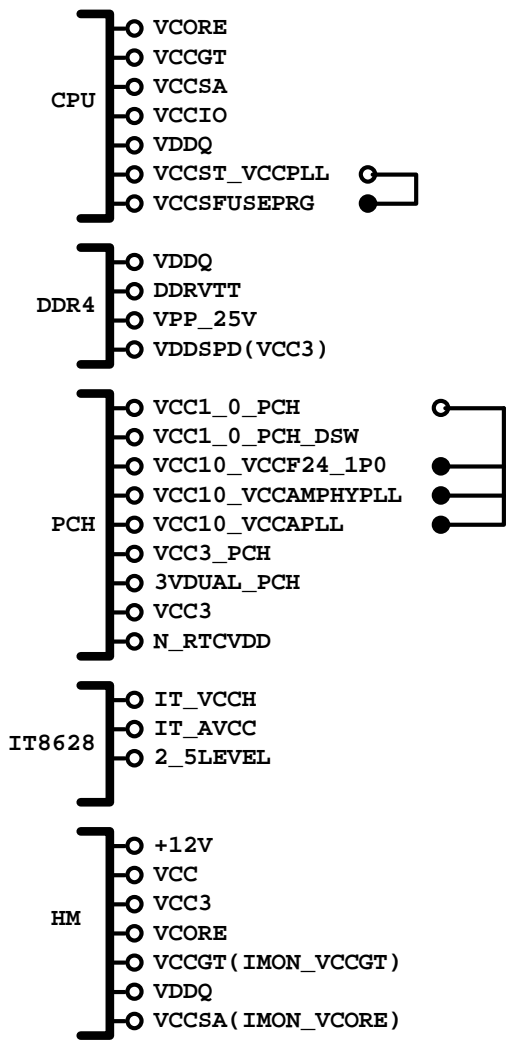 CPU
VCORE
VCCGT
VCCSA
VCCIO
VDDQ
VCCST_VCCPLL
VCCSFUSEPRG
DDR4
VDDQ
DDRVTT
VPP_25V
VDDSPD(VCC3)
PCH
VCC1_0_PCH
VCC1_0_PCH_DSW
VCC10_VCCF24_1P0
VCC10_VCCAMPHYPLL
VCC10_VCCAPLL
VCC3_PCH
3VDUAL_PCH
VCC3
N_RTCVDD
IT8628
IT_VCCH
IT_AVCC
2_5LEVEL
HM
+12V
VCC
VCC3
VCORE
VCCGT(IMON_VCCGT)
VDDQ
VCCSA(IMON_VCORE)